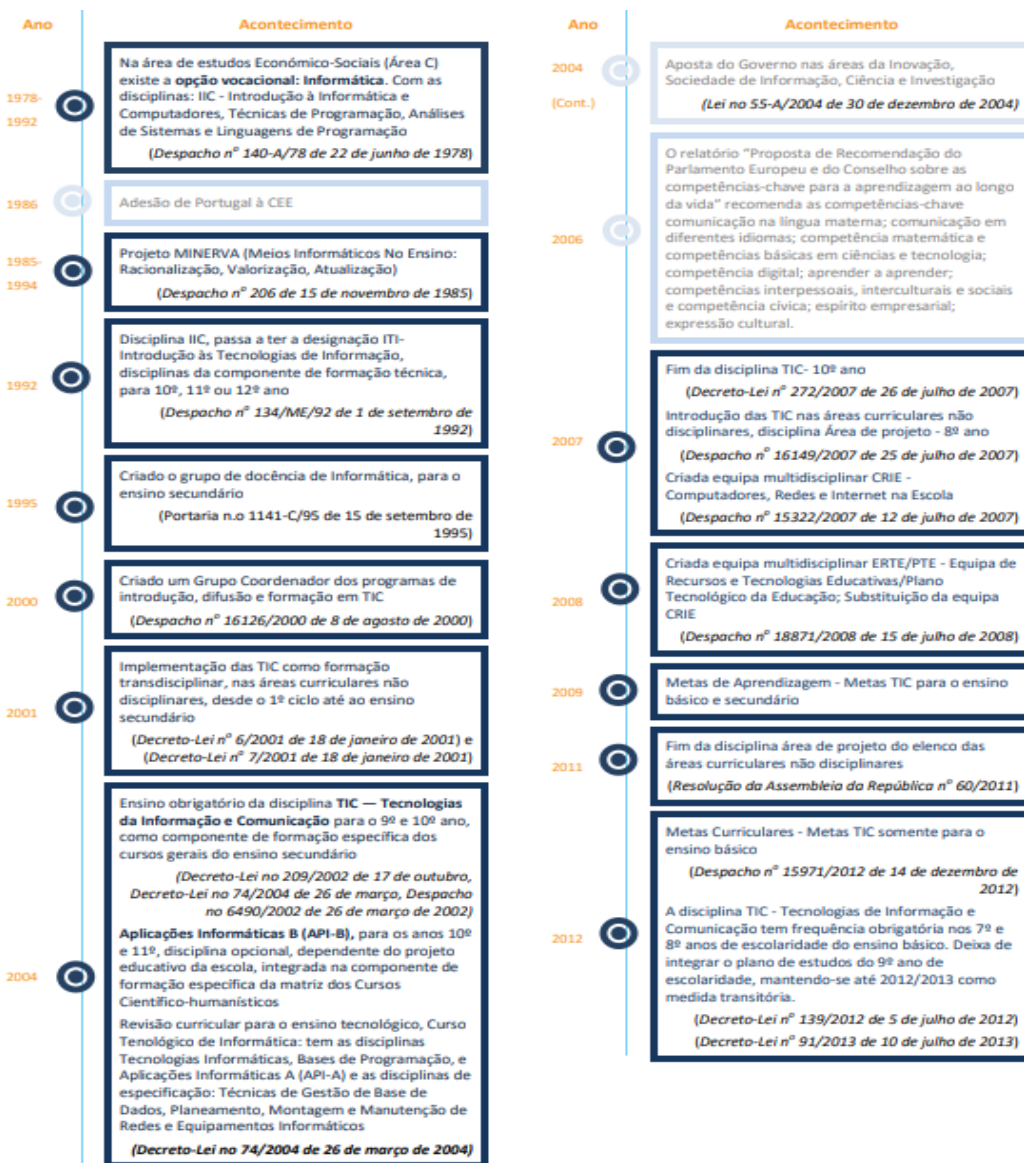 Ano
Acontecimento
1978-
1992
Na área de estudos Económico-Sociais (Área C)
existe a opção vocacional: Informática. Com as
disciplinas: IIC - Introdução à Informática e
Computadores, Técnicas de Programação, Análises
de Sistemas e Linguagens de Programação
(Despacho nº 140-A/78 de 22 de junho de 1978)
1986
Adesão de Portugal à CEE
1985-
1994
Projeto MINERVA (Meios Informáticos No Ensino:
Racionalização, Valorização, Atualização)
(Despacho nº 206 de 15 de novembro de 1985)
1992
Disciplina IIC, passa a ter a designação ITI-
Introdução às Tecnologias de Informação,
disciplinas da componente de formação técnica,
para 10º, 11º ou 12º ano
(Despacho nº 134/ME/92 de 1 de setembro de
1992)
1995
Criado o grupo de docência de Informática, para o
ensino secundário
(Portaria n.o 1141-C/95 de 15 de setembro de
1995)
2000
Criado um Grupo Coordenador dos programas de
introdução, difusão e formação em TIC
(Despacho nº 16126/2000 de 8 de agosto de 2000)
2001
Implementação das TIC como formação
transdisciplinar, nas áreas curriculares não
disciplinares, desde o 1º ciclo até ao ensino
secundário
(Decreto-Lei nº 6/2001 de 18 de janeiro de 2001) e
(Decreto-Lei nº 7/2001 de 18 de janeiro de 2001)
2004
Ensino obrigatório da disciplina TIC — Tecnologias
da Informação e Comunicação para o 9º e 10º ano,
como componente de formação específica dos
cursos gerais do ensino secundário
(Decreto-Lei no 209/2002 de 17 de outubro,
Decreto-Lei no 74/2004 de 26 de março, Despacho
no 6490/2002 de 26 de março de 2002)
Aplicações Informáticas B (API-B), para os anos 10º
e 11º, disciplina opcional, dependente do projeto
educativo da escola, integrada na componente de
formação específica da matriz dos Cursos
Científico-humanísticos
Revisão curricular para o ensino tecnológico, Curso
Tenológico de Informática: tem as disciplinas
Tecnologias Informáticas, Bases de Programação, e
Aplicações Informáticas A (API-A) e as disciplinas de
especificação: Técnicas de Gestão de Base de
Dados, Planeamento, Montagem e Manutenção de
Redes e Equipamentos Informáticos
(Decreto-Lei no 74/2004 de 26 de março de 2004)
Ano
Acontecimento
2004
(Cont.)
Aposta do Governo nas áreas da Inovação,
Sociedade de Informação, Ciência e Investigação
(Lei no 55-A/2004 de 30 de dezembro de 2004)
2006
O relatório “Proposta de Recomendação do
Parlamento Europeu e do Conselho sobre as
competências-chave para a aprendizagem ao longo
da vida” recomenda as competências-chave
comunicação na língua materna; comunicação em
diferentes idiomas; competência matemática e
competências básicas em ciências e tecnologia;
competência digital; aprender a aprender;
competências interpessoais, interculturais e sociais
e competência cívica; espírito empresarial;
expressão cultural.
2007
Fim da disciplina TIC- 10º ano
(Decreto-Lei nº 272/2007 de 26 de julho de 2007)
Introdução das TIC nas áreas curriculares não
disciplinares, disciplina Área de projeto - 8º ano
(Despacho nº 16149/2007 de 25 de julho de 2007)
Criada equipa multidisciplinar CRIE -
Computadores, Redes e Internet na Escola
(Despacho nº 15322/2007 de 12 de julho de 2007)
2008
Criada equipa multidisciplinar ERTE/PTE - Equipa de
Recursos e Tecnologias Educativas/Plano
Tecnológico da Educação; Substituição da equipa
CRIE
(Despacho nº 18871/2008 de 15 de julho de 2008)
2009
Metas de Aprendizagem - Metas TIC para o ensino
básico e secundário
2011
Fim da disciplina área de projeto do elenco das
áreas curriculares não disciplinares
(Resolução da Assembleia da República nº 60/2011)
2012
Metas Curriculares - Metas TIC somente para o
ensino básico
(Despacho nº 15971/2012 de 14 de dezembro de
2012)
A disciplina TIC - Tecnologias de Informação e
Comunicação tem frequência obrigatória nos 7º e
8º anos de escolaridade do ensino básico. Deixa de
integrar o plano de estudos do 9º ano de
escolaridade, mantendo-se até 2012/2013 como
medida transitória.
(Decreto-Lei nº 139/2012 de 5 de julho de 2012)
(Decreto-Lei nº 91/2013 de 10 de julho de 2013)